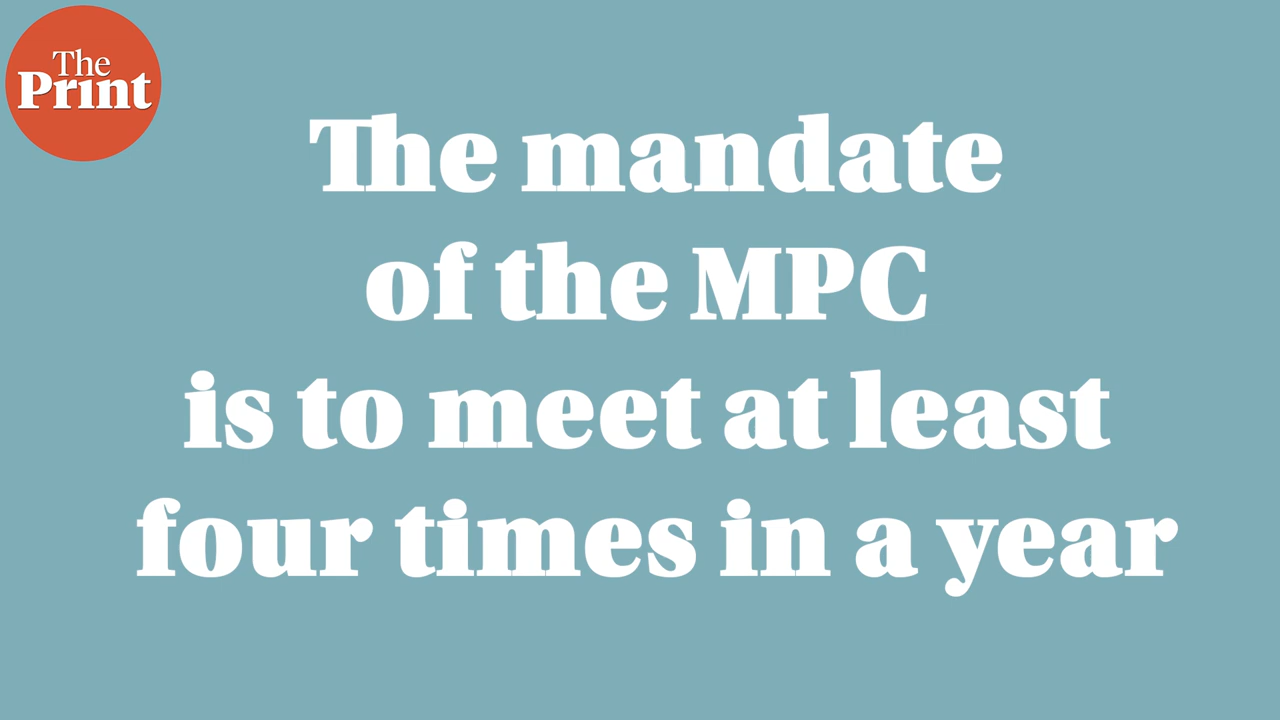 The
Print
The mandate
of the MPC
is to meet at least
four times in a year